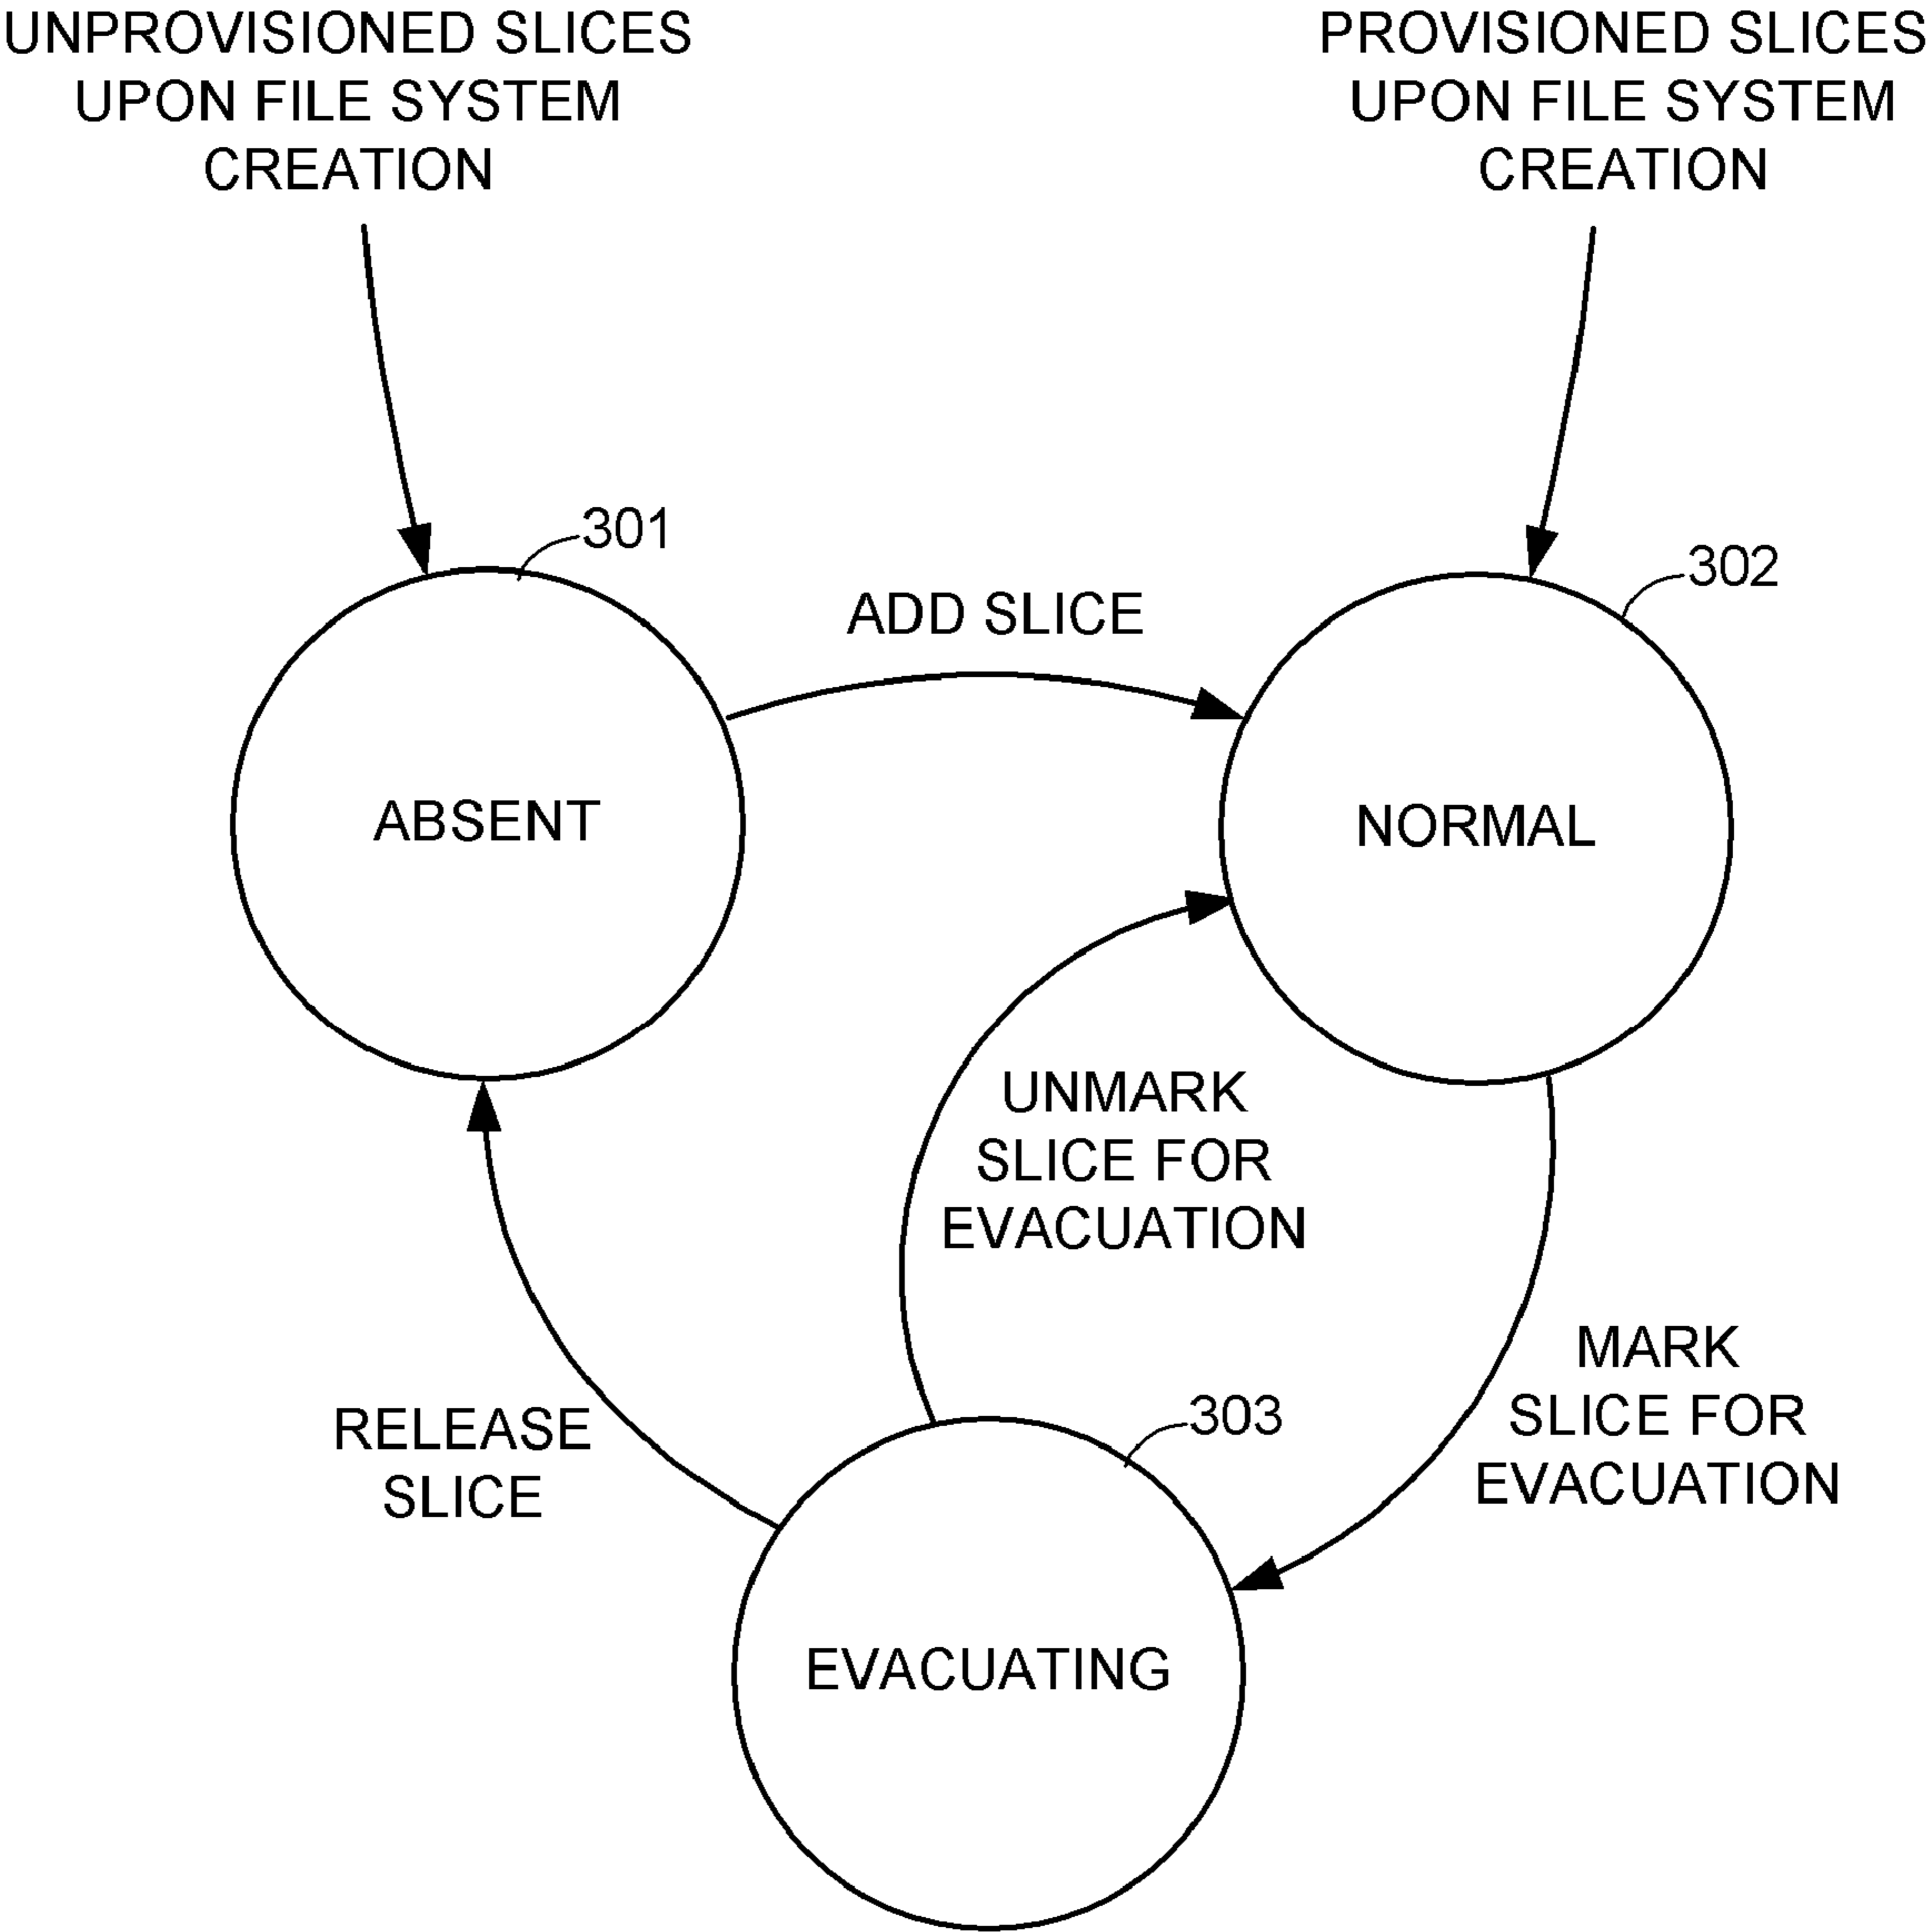 UNPROVISIONED SLICES
UPON FILE SYSTEM
CREATION
PROVISIONED SLICES
UPON FILE SYSTEM
CREATION
301
302
ADD SLICE
ABSENT
NORMAL
UNMARK
SLICE FOR
EVACUATION
MARK
SLICE FOR
EVACUATION
RELEASE
SLICE
303
EVACUATING